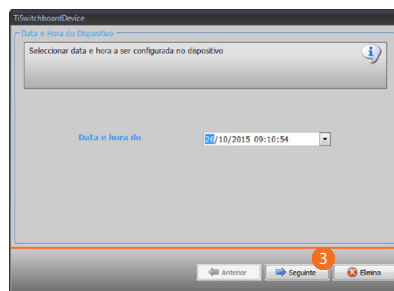 TiSwitchboardDevice
Data e Hora do Dispositivo
Seleccionar data e hora a ser configurada no dispositivo
Data e hora do
26/10/2015 09:10:54
3
Anterior
Seguinte
Elimina